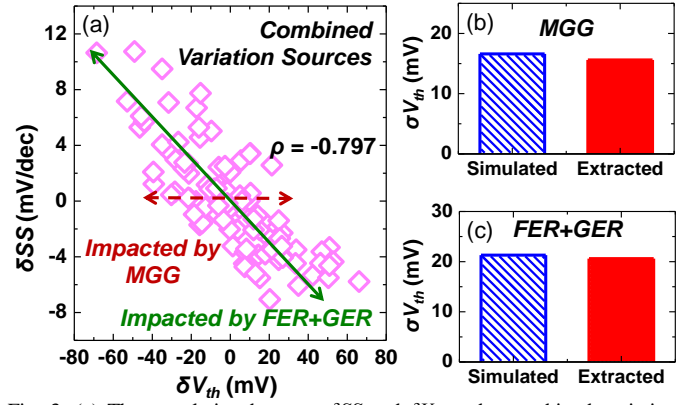 (a)
Combined
Variation Sources
ρ = -0.797
Impacted by
MGG
Impacted by FER+GER
δSS (mV/dec)
12
8
4
0
-4
-8
-80 -60 -40 -20 0 20 40 60 80
δVth (mV)
(b) MGG
σVth (mV)
20
10
0
Simulated Extracted
(c) FER+GER
σVth (mV)
30
20
10
0
Simulated Extracted